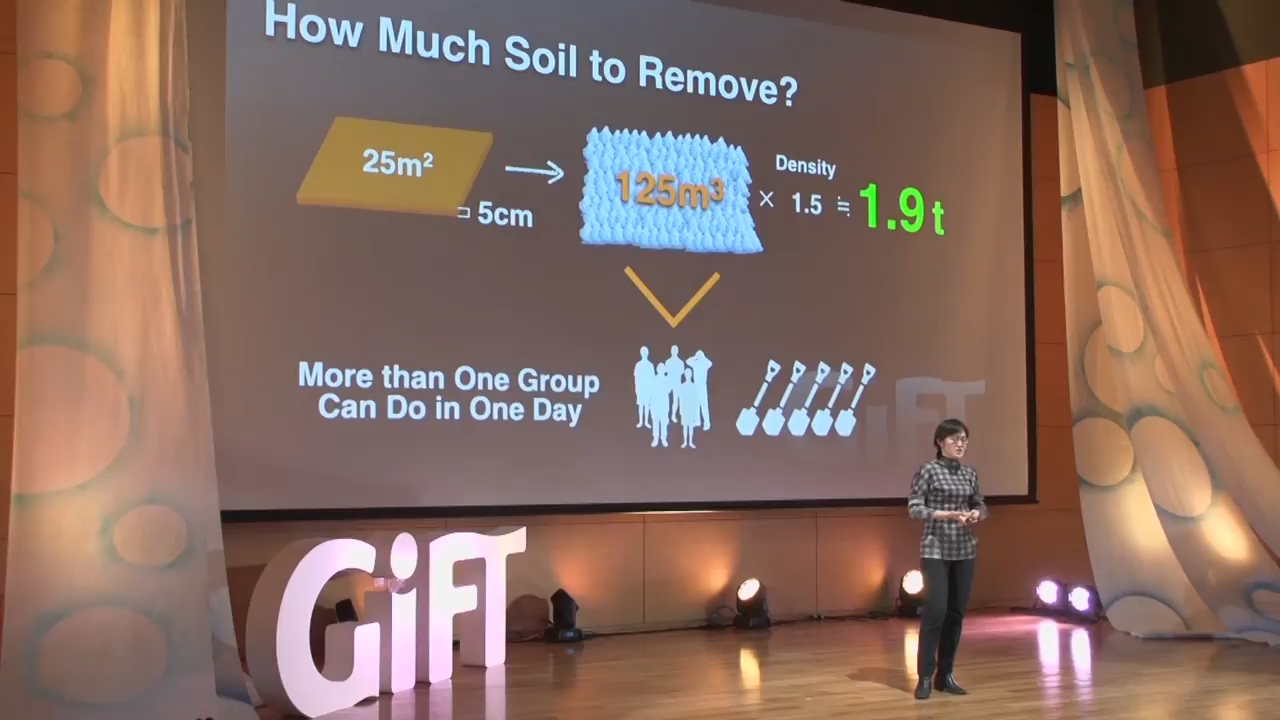 How Much Soil to Remove?
25m²
5cm
125m³
Density
× 1.5 ≒ 1.9 t
More than One Group
Can Do in One Day
GiFT
GiFT